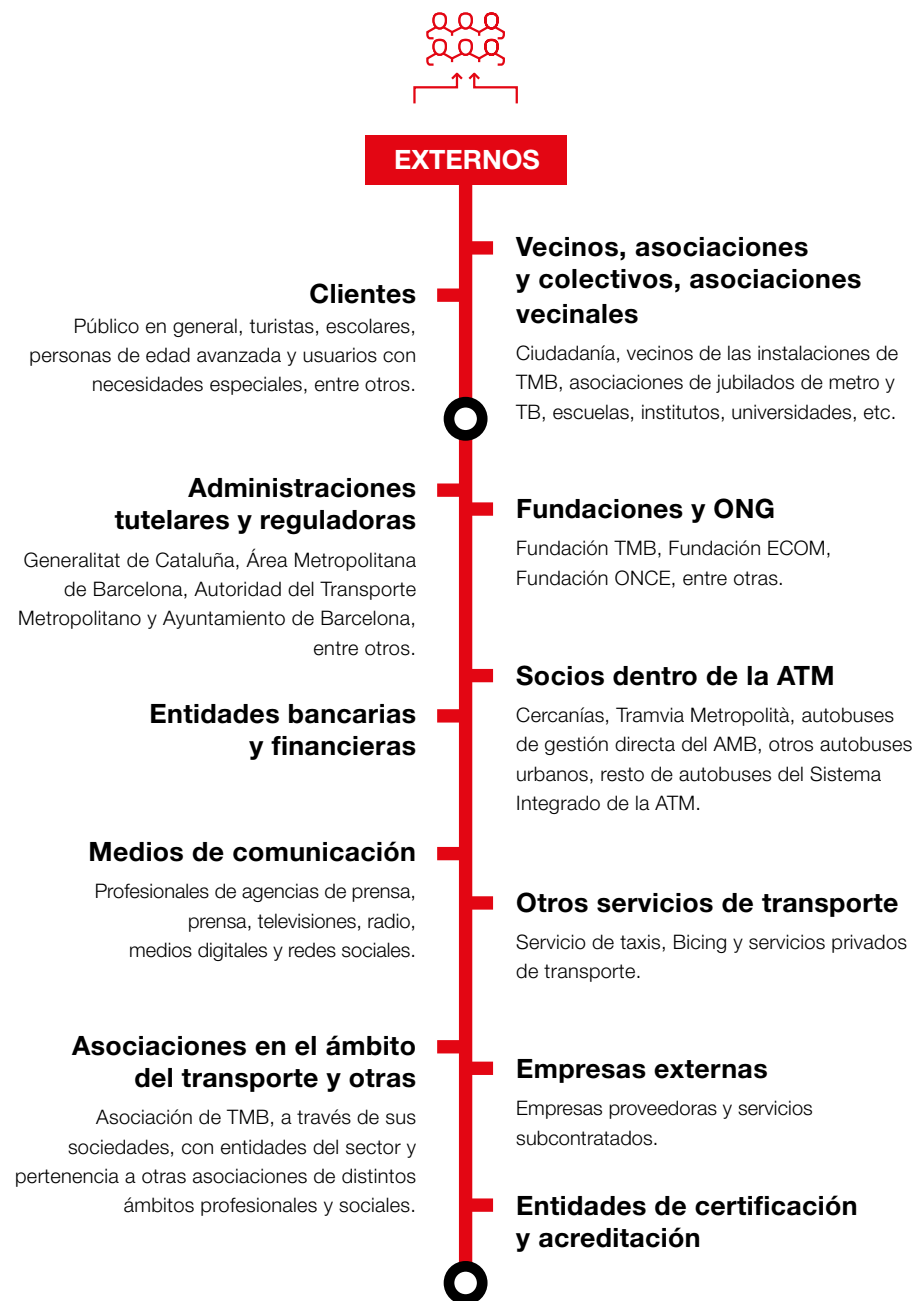 EXTERNOS
Clientes
Público en general, turistas, escolares,
personas de edad avanzada y usuarios con
necesidades especiales, entre otros.
Vecinos, asociaciones
y colectivos, asociaciones
vecinales
Ciudadanía, vecinos de las instalaciones de
TMB, asociaciones de jubilados de metro y
TB, escuelas, institutos, universidades, etc.
Administraciones
tutelares y reguladoras
Generalitat de Cataluña, Área Metropolitana
de Barcelona, Autoridad del Transporte
Metropolitano y Ayuntamiento de Barcelona,
entre otros.
Fundaciones y ONG
Fundación TMB, Fundación ECOM,
Fundación ONCE, entre otras.
Entidades bancarias
y financieras
Socios dentro de la ATM
Cercanías, Tramvia Metropolità, autobuses
de gestión directa del AMB, otros autobuses
urbanos, resto de autobuses del Sistema
Integrado de la ATM.
Medios de comunicación
Profesionales de agencias de prensa,
prensa, televisiones, radio,
medios digitales y redes sociales.
Otros servicios de transporte
Servicio de taxis, Bicing y servicios privados
de transporte.
Asociaciones en el ámbito
del transporte y otras
Asociación de TMB, a través de sus
sociedades, con entidades del sector y
pertenencia a otras asociaciones de distintos
ámbitos profesionales y sociales.
Empresas externas
Empresas proveedoras y servicios
subcontratados.
Entidades de certificación
y acreditación